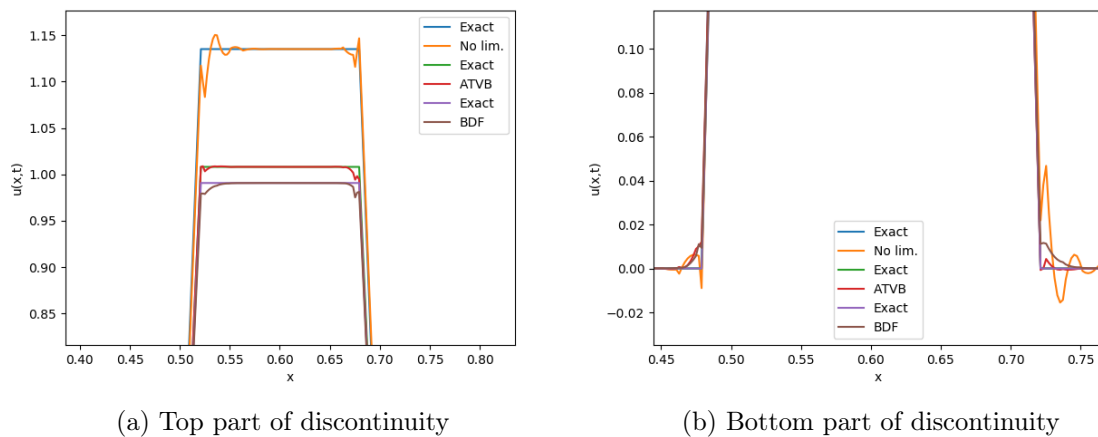 1.15
1.10
1.05
1.00
0.95
0.90
0.85
u(x,t)
Exact
No lim.
Exact
ATVB
Exact
BDF
0.40 0.45 0.50 0.55 0.60 0.65 0.70 0.75 0.80
x
(a) Top part of discontinuity
0.10
0.08
0.06
0.04
0.02
0.00
−0.02
u(x,t)
Exact
No lim.
Exact
ATVB
Exact
BDF
0.45 0.50 0.55 0.60 0.65 0.70 0.75
x
(b) Bottom part of discontinuity